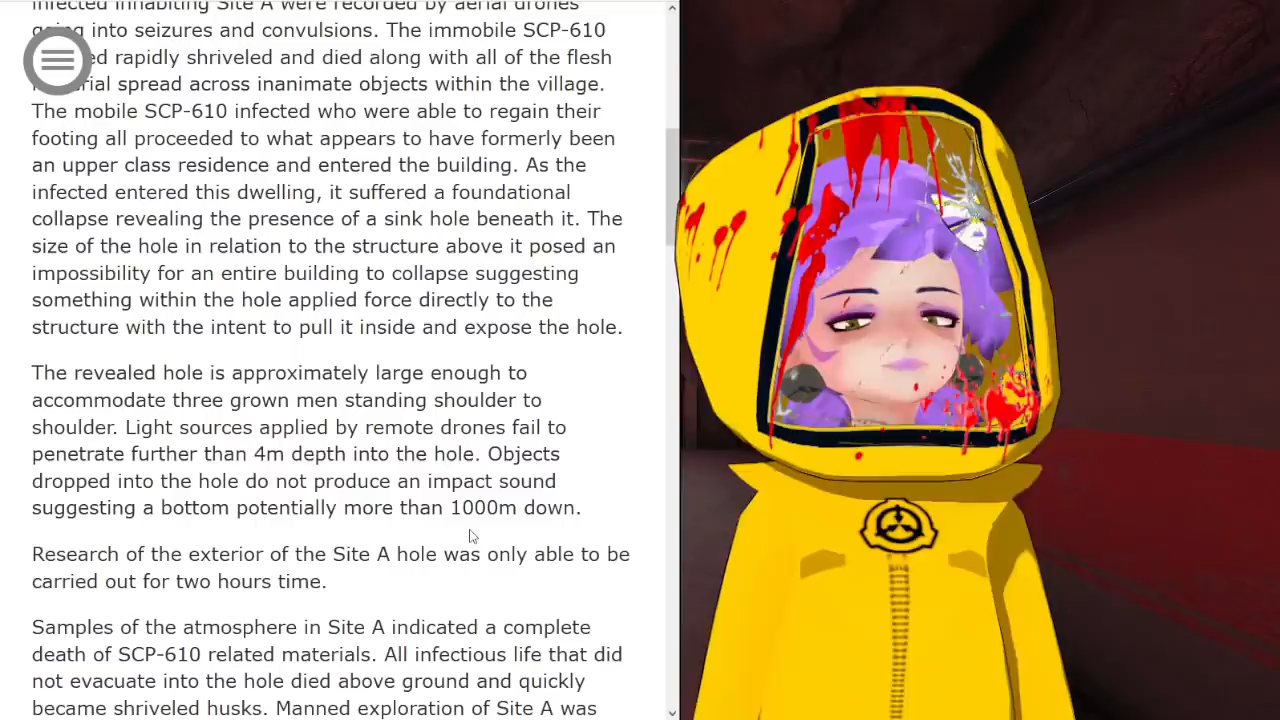 infected inhabiting Site A were recorded by aerial drones
going into seizures and convulsions. The immobile SCP-610
rapidly shriveled and died along with all of the flesh
spread across inanimate objects within the village.
The mobile SCP-610 infected who were able to regain their
footing all proceeded to what appears to have formerly been
an upper class residence and entered the building. As the
infected entered this dwelling, it suffered a foundational
collapse revealing the presence of a sink hole beneath it. The
size of the hole in relation to the structure above it posed an
impossibility for an entire building to collapse suggesting
something within the hole applied force directly to the
structure with the intent to pull it inside and expose the hole.
The revealed hole is approximately large enough to
accommodate three grown men standing shoulder to
shoulder. Light sources supplied by remote drones fail to
penetrate further than 4m depth into the hole. Objects
dropped into the hole do not produce an impact sound
suggesting a bottom potentially more than 1000m down.
Research of the exterior of the Site A hole was only able to be
carried out for two hours time.
Samples of the atmosphere in Site A indicated a complete
death of SCP-610 related materials. All infectious life that did
not evacuate into the hole died above ground and quickly
became shriveled husks. Manned exploration of Site A was